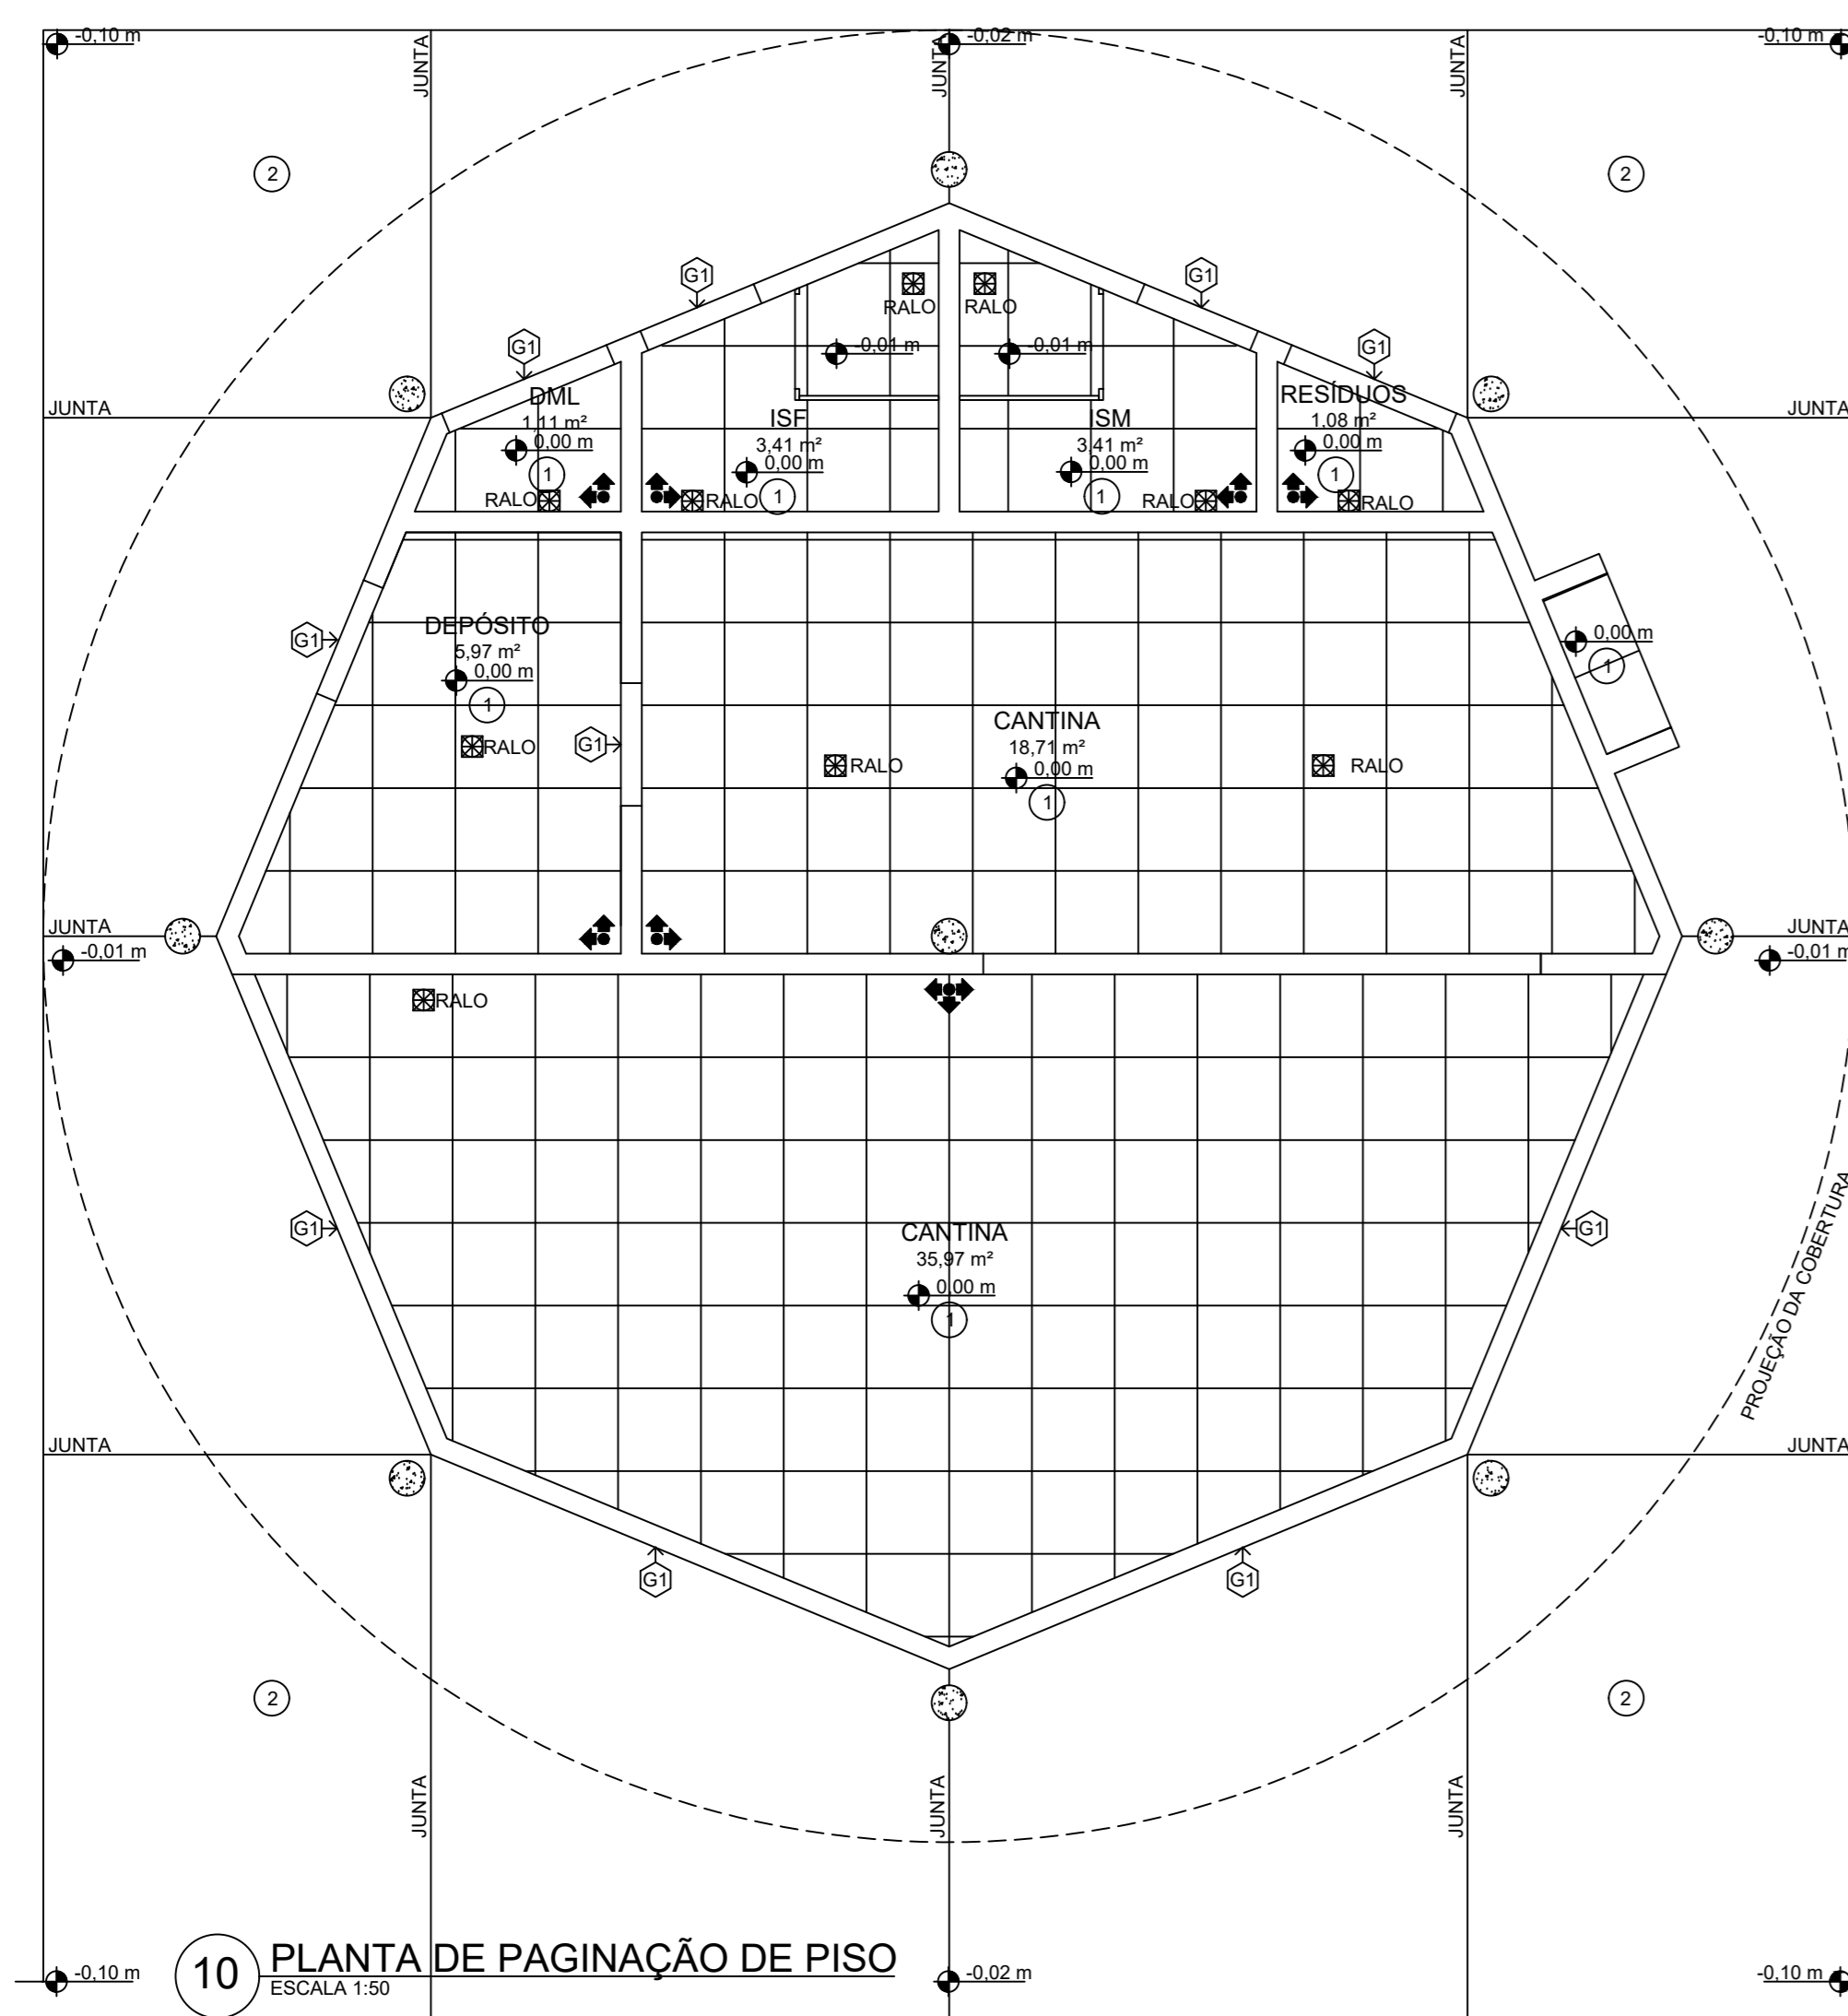 -0,10 m
JUNTA
-0,02 m
JUNTA
JUNTA
-0,10 m
2
2
G1
G1
G1
G1
RALO
RALO
-0,01 m
-0,01 m
JUNTA
JUNTA
DML
1,11 m²
0,00 m
1
RALO
ISF
3,41 m²
0,00 m
1
RALO
ISM
3,41 m²
0,00 m
1
RALO
RESÍDUOS
1,08 m²
0,00 m
1
RALO
G1
DEPÓSITO
5,97 m²
0,00 m
1
RALO
G1
CANTINA
18,71 m²
0,00 m
1
RALO
RALO
0,00 m
1
JUNTA
-0,01 m
JUNTA
-0,01 m
RALO
G1
CANTINA
35,97 m²
0,00 m
1
G1
PROJEÇÃO DA COBERTURA
JUNTA
JUNTA
G1
G1
2
2
JUNTA
JUNTA
JUNTA
-0,10 m
10
PLANTA DE PAGINAÇÃO DE PISO
ESCALA 1:50
-0,02 m
-0,10 m